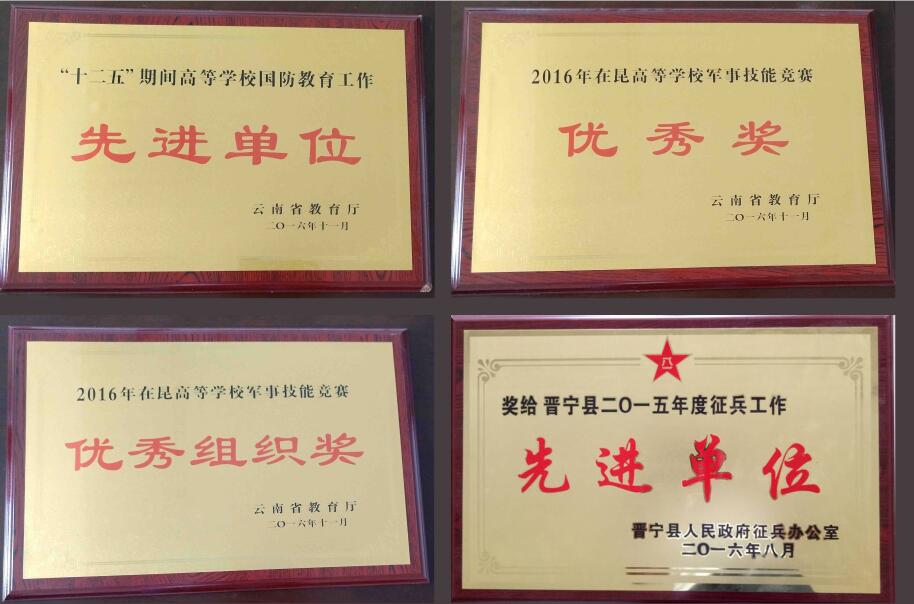 “十二五”期间高等学校国防教育工作
先进单位
云南省教育厅
二〇一六年十一月
2016年在昆高等学校军事技能竞赛
优秀奖
云南省教育厅
二〇一六年十一月
2016年在昆高等学校军事技能竞赛
优秀组织奖
云南省教育厅
二〇一六年十一月
八一
奖给 晋宁县二〇一五年度征兵工作
先进单位
晋宁县人民政府征兵办公室
二〇一六年八月